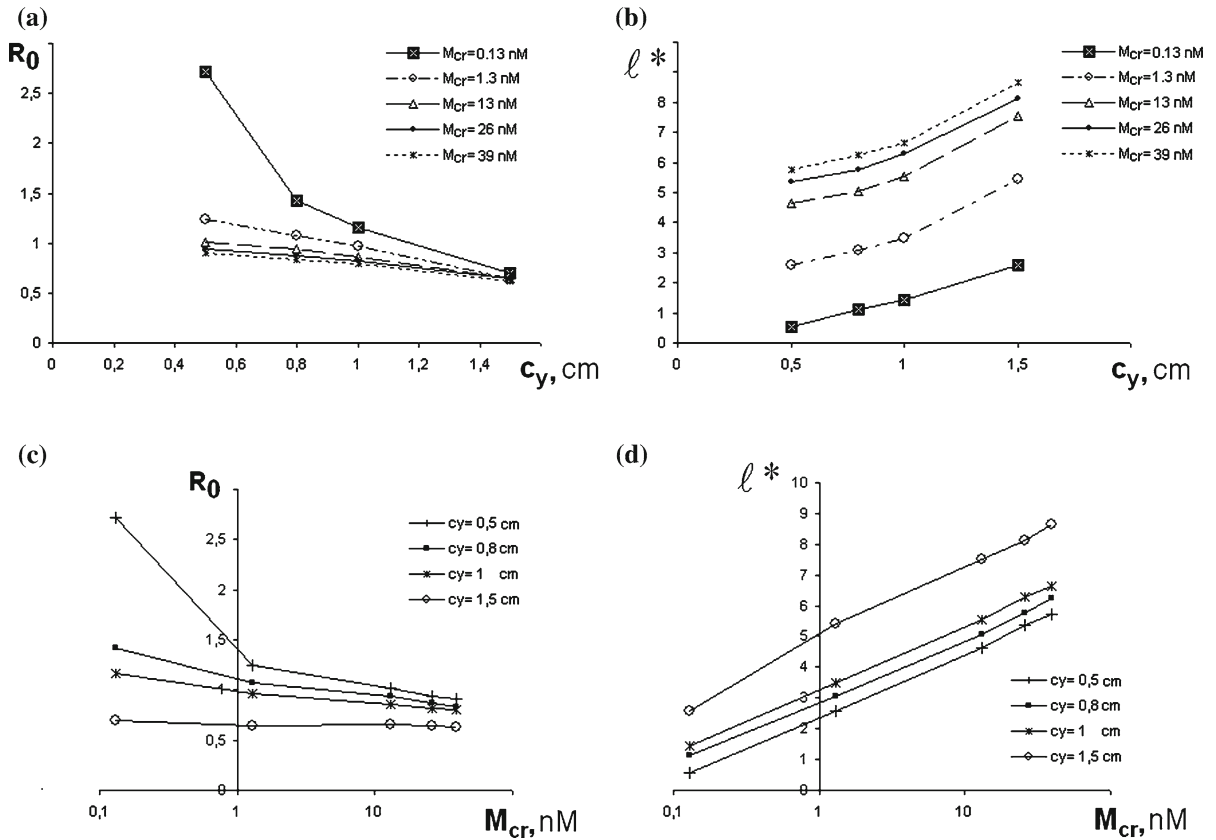 (a)
R0
3
2,5
2
1,5
1
0,5
0
0 0,2 0,4 0,6 0,8 1 1,2 1,4 1,6
cy, cm
Mcr=0.13 nM
Mcr=1.3 nM
Mcr=13 nM
Mcr= 26 nM
Mcr= 39 nM
(b)
ℓ *
9
8
7
6
5
4
3
2
1
0
0 0,5 1 1,5
cy, cm
Mcr=0.13 nM
Mcr=1.3 nM
Mcr=13 nM
Mcr= 26 nM
Mcr= 39 nM
(c)
R0
3
2,5
2
1,5
1
0,5
0
0,1 1 10
Mcr, nM
cy= 0,5 cm
cy= 0,8 cm
cy= 1 cm
cy= 1,5 cm
(d)
ℓ *
10
9
8
7
6
5
4
3
2
1
0
0,1 1 10
Mcr, nM
cy= 0,5 cm
cy= 0,8 cm
cy= 1 cm
cy= 1,5 cm